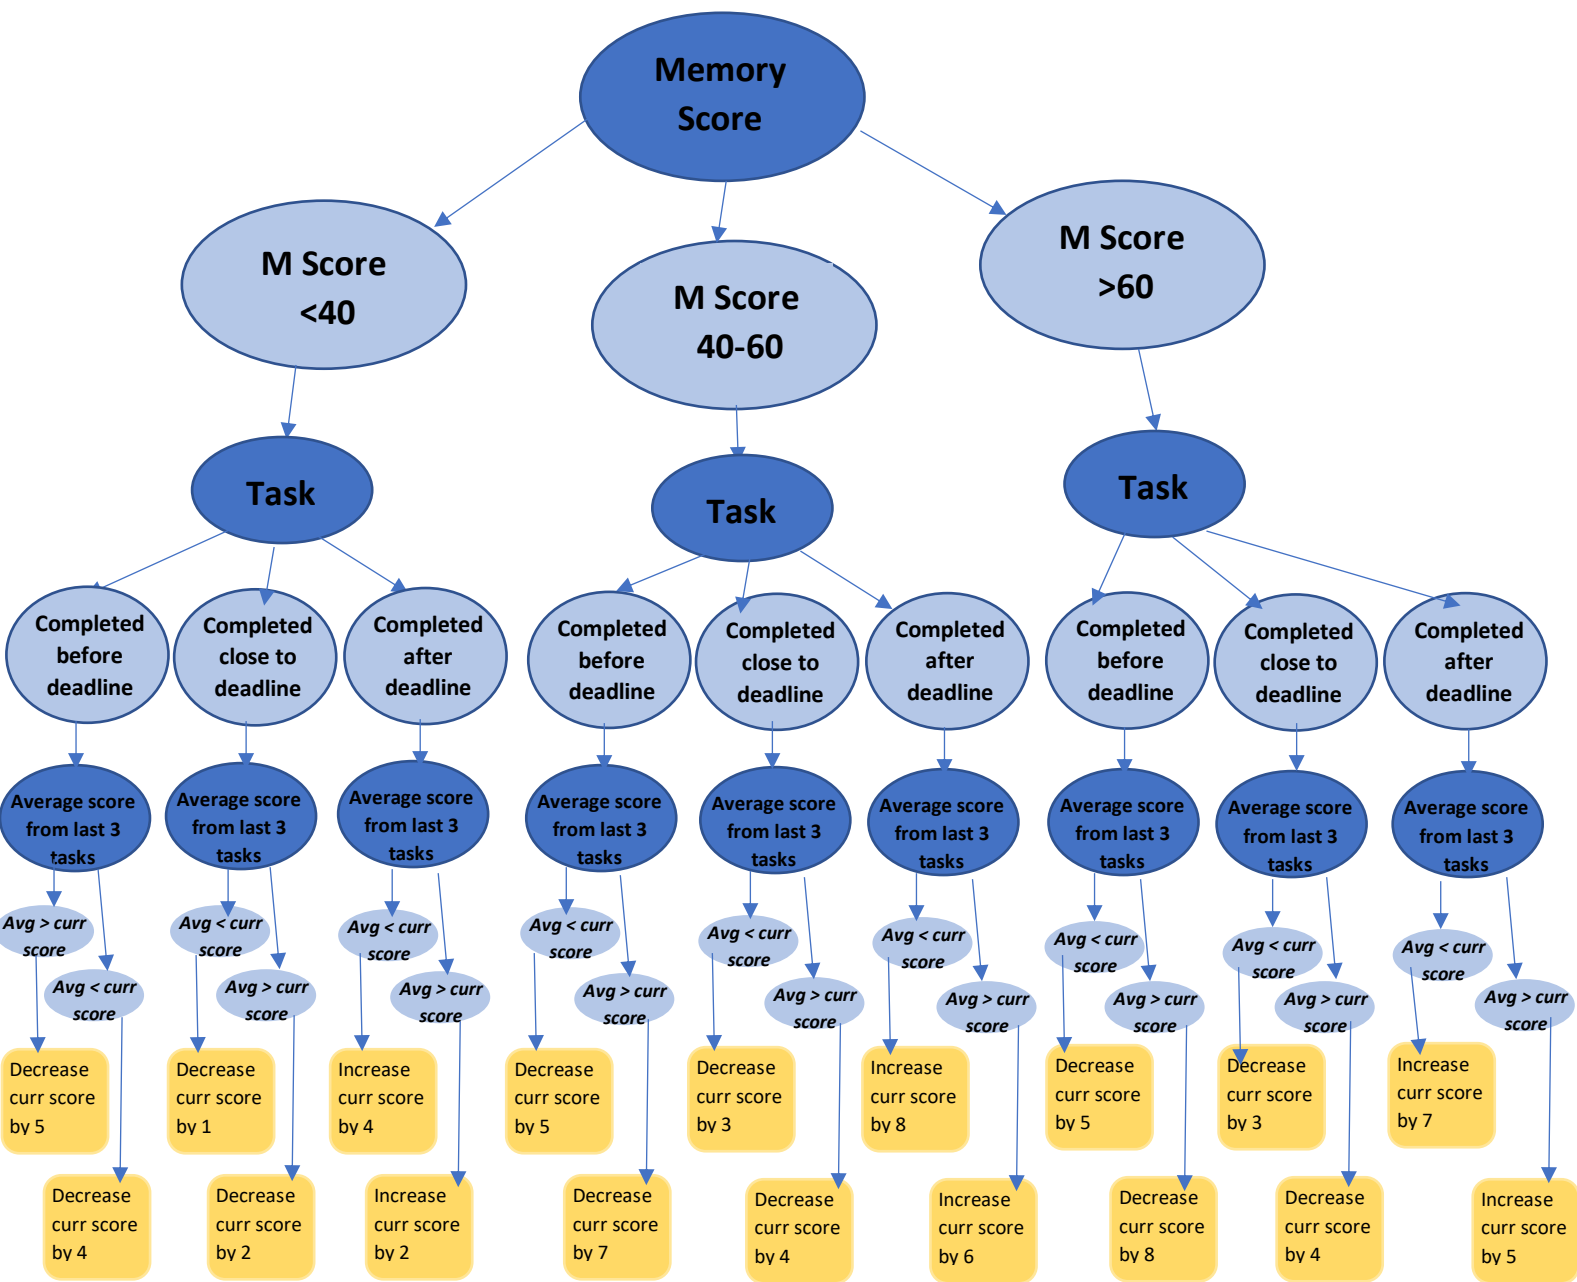 Memory
Score
M Score
<40
M Score
40-60
M Score
>60
Task
Task
Task
Completed
before
deadline
Completed
close to
deadline
Completed
after
deadline
Completed
before
deadline
Completed
close to
deadline
Completed
after
deadline
Completed
before
deadline
Completed
close to
deadline
Completed
after
deadline
Average score
from last 3
tasks
Average score
from last 3
tasks
Average score
from last 3
tasks
Average score
from last 3
tasks
Average score
from last 3
tasks
Average score
from last 3
tasks
Average score
from last 3
tasks
Average score
from last 3
tasks
Average score
from last 3
tasks
Avg > curr
score
Avg < curr
score
Avg < curr
score
Avg > curr
score
Avg < curr
score
Avg > curr
score
Avg < curr
score
Avg > curr
score
Avg < curr
score
Avg > curr
score
Avg < curr
score
Avg > curr
score
Avg < curr
score
Avg > curr
score
Avg < curr
score
Avg > curr
score
Avg < curr
score
Avg > curr
score
Decrease
curr score
by 5
Decrease
curr score
by 1
Increase
curr score
by 4
Decrease
curr score
by 5
Decrease
curr score
by 3
Increase
curr score
by 8
Decrease
curr score
by 5
Decrease
curr score
by 3
Increase
curr score
by 7
Decrease
curr score
by 4
Decrease
curr score
by 2
Increase
curr score
by 2
Decrease
curr score
by 7
Decrease
curr score
by 4
Increase
curr score
by 6
Decrease
curr score
by 8
Decrease
curr score
by 4
Increase
curr score
by 5